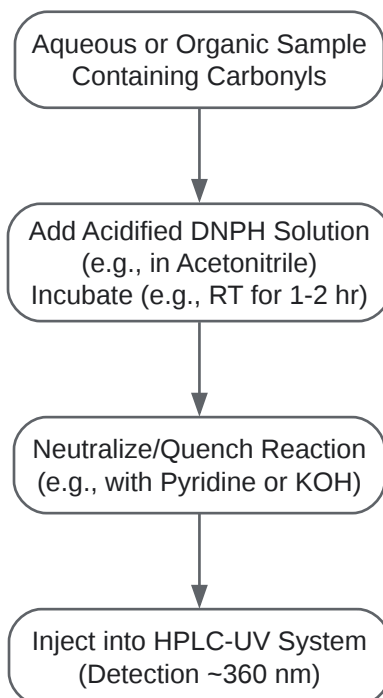 Aqueous or Organic Sample
Containing Carbonyls
Add Acidified DNPH Solution
(e.g., in Acetonitrile)
Incubate (e.g., RT for 1-2 hr)
Neutralize/Quench Reaction
(e.g., with Pyridine or KOH)
Inject into HPLC-UV System
(Detection ~360 nm)